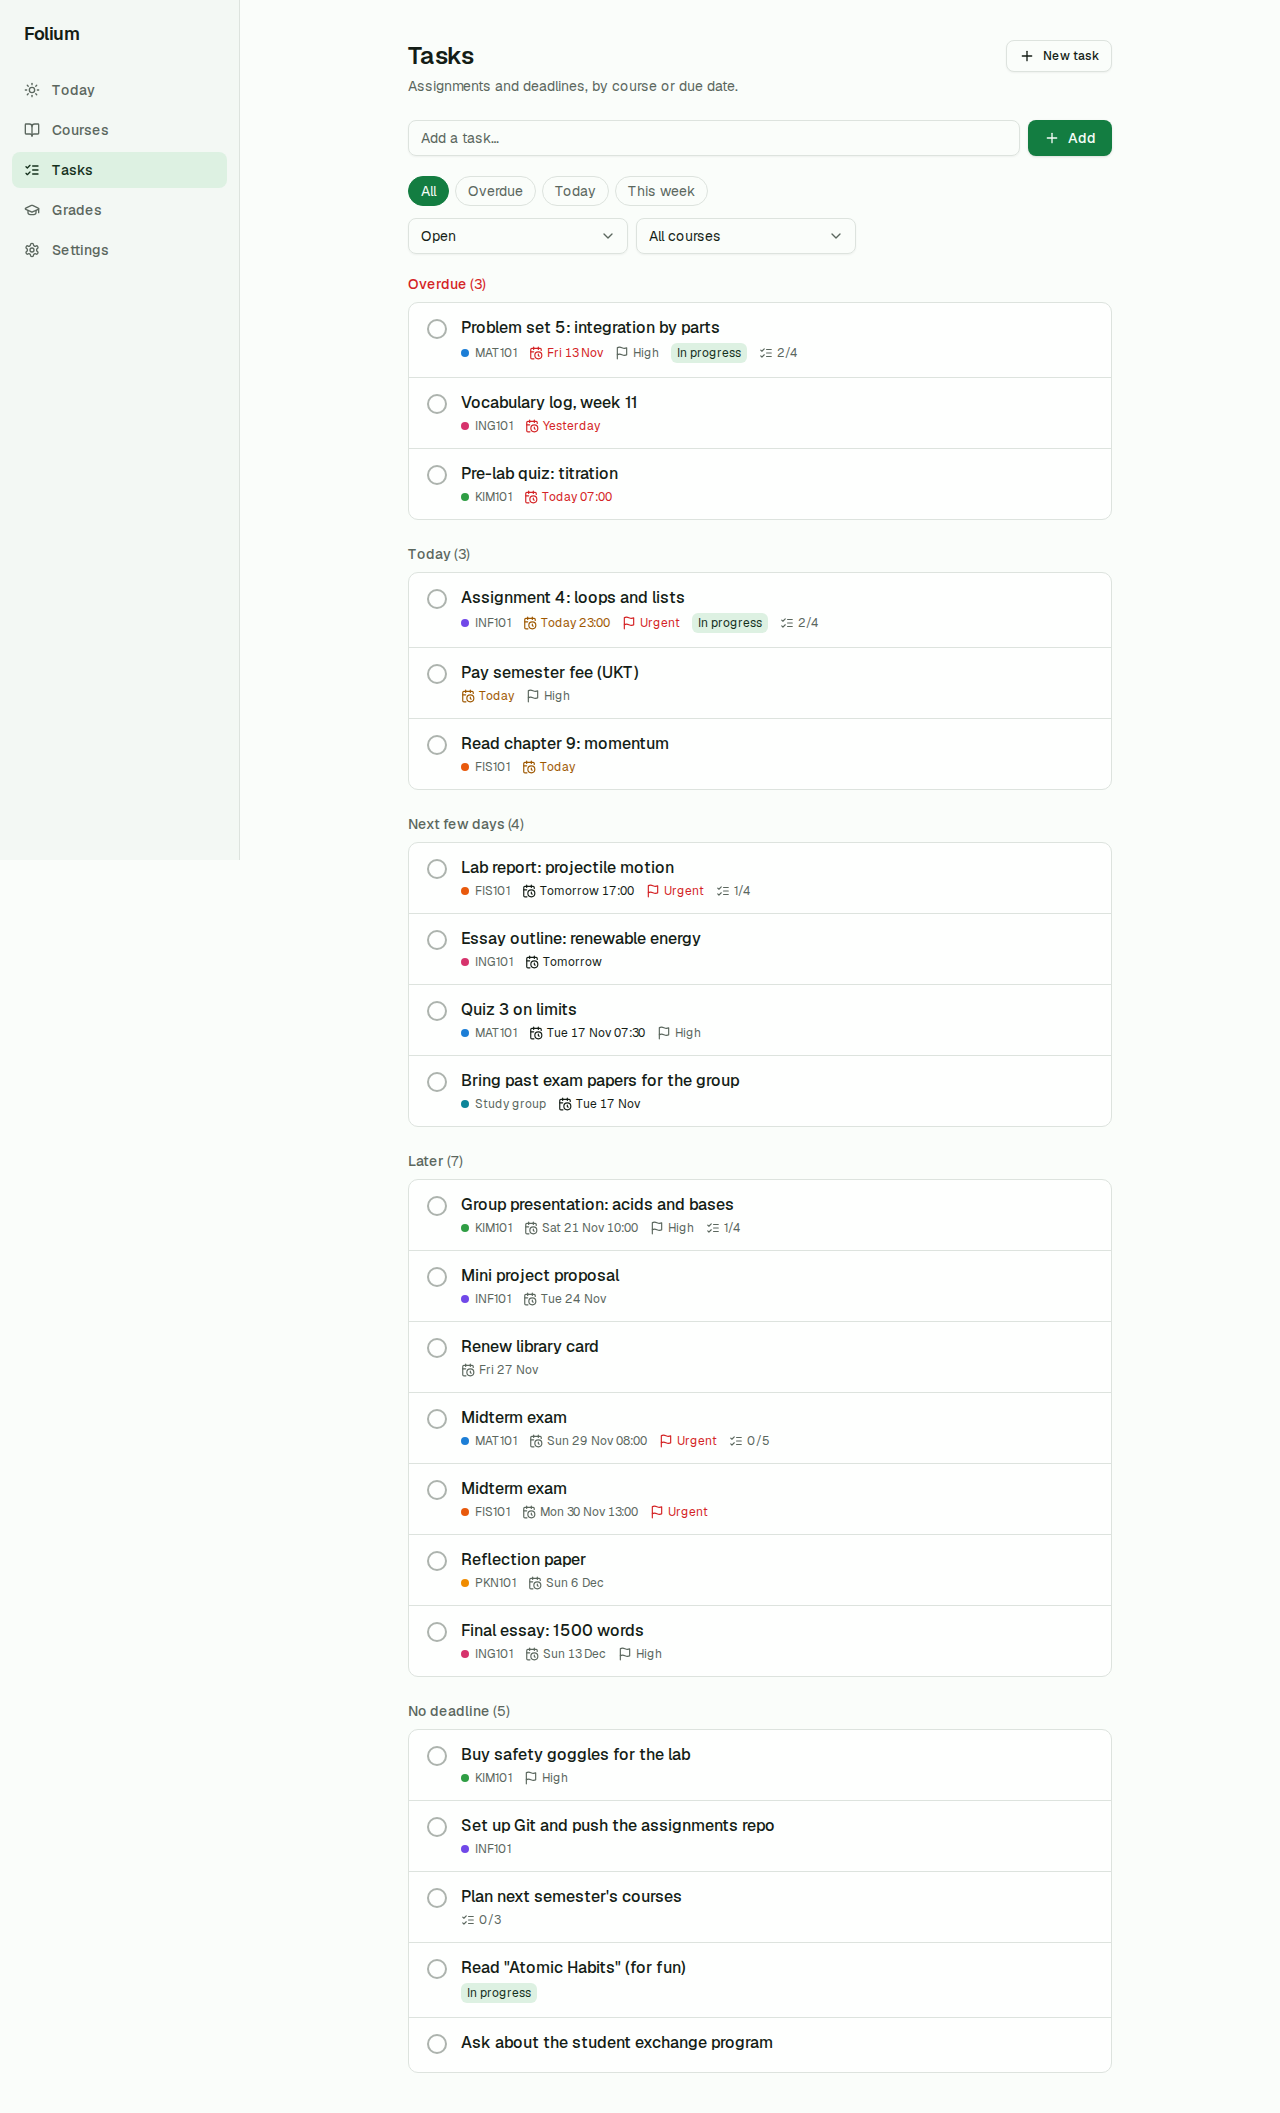 Folium
Today
Courses
Tasks
Grades
Settings
Tasks
New task
Assignments and deadlines, by course or due date.
Add a task…
Add
All Overdue Today This week
Open All courses
Overdue (3)
Problem set 5: integration by parts
MAT101 Fri 13 Nov High In progress 2/4
Vocabulary log, week 11
ING101 Yesterday
Pre-lab quiz: titration
KIM101 Today 07:00
Today (3)
Assignment 4: loops and lists
INF101 Today 23:00 Urgent In progress 2/4
Pay semester fee (UKT)
Today High
Read chapter 9: momentum
FIS101 Today
Next few days (4)
Lab report: projectile motion
FIS101 Tomorrow 17:00 Urgent 1/4
Essay outline: renewable energy
ING101 Tomorrow
Quiz 3 on limits
MAT101 Tue 17 Nov 07:30 High
Bring past exam papers for the group
Study group Tue 17 Nov
Later (7)
Group presentation: acids and bases
KIM101 Sat 21 Nov 10:00 High 1/4
Mini project proposal
INF101 Tue 24 Nov
Renew library card
Fri 27 Nov
Midterm exam
MAT101 Sun 29 Nov 08:00 Urgent 0/5
Midterm exam
FIS101 Mon 30 Nov 13:00 Urgent
Reflection paper
PKN101 Sun 6 Dec
Final essay: 1500 words
ING101 Sun 13 Dec High
No deadline (5)
Buy safety goggles for the lab
KIM101 High
Set up Git and push the assignments repo
INF101
Plan next semester's courses
0/3
Read "Atomic Habits" (for fun)
In progress
Ask about the student exchange program